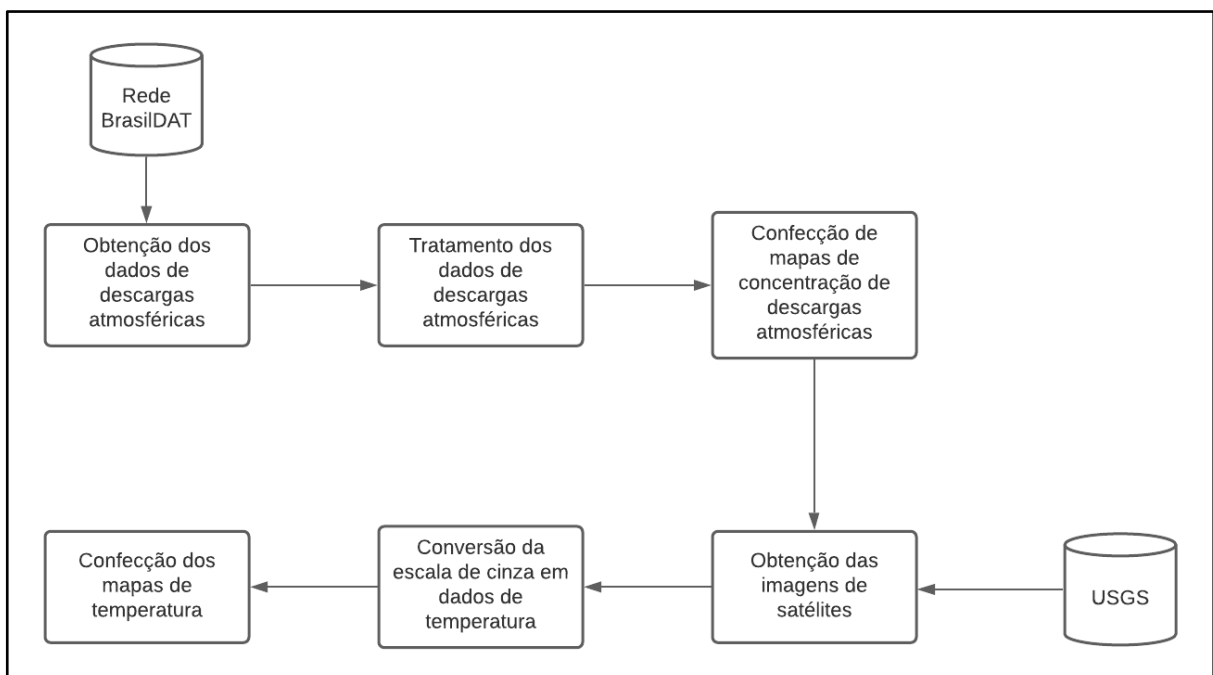 Rede
BrasilDAT
Obtenção dos
dados de
descargas
atmosféricas
Tratamento dos
dados de
descargas
atmosféricas
Confecção de
mapas de
concentração de
descargas
atmosféricas
Confecção dos
mapas de
temperatura
Conversão da
escala de cinza em
dados de
temperatura
Obtenção das
imagens de
satélites
USGS